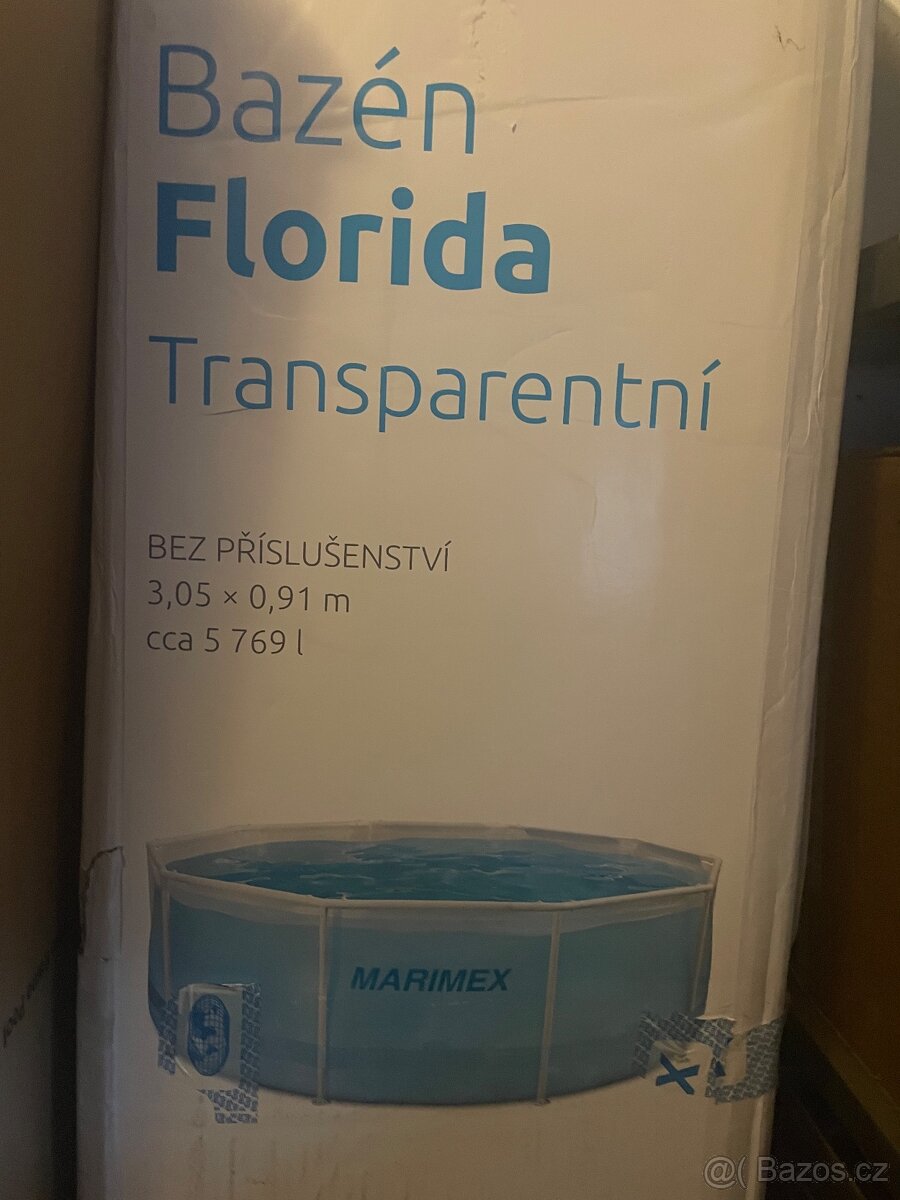 Bazén
Florida
Transparentní
BEZ PŘÍSLUŠENSTVÍ
3,05 × 0,91 m
cca 5 769 l
MARIMEX
@( Bazos.cz